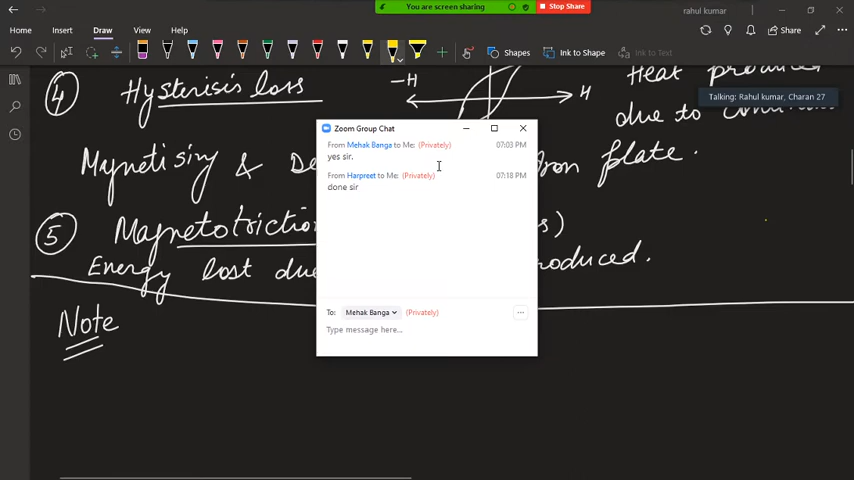 You are screen sharing
Stop Share
rahul kumar
Home
Insert
Draw
View
Help
Share
Shapes
Ink to Shape
Ink to Text
④ Hysterisis loss
-H
H
Heat produced
due to
Talking: Rahul kumar, Charan 27
Magnetising & De
plate.
⑤ Magnetotriction
Energy lost due
produced.
Note
Zoom Group Chat
From Mehak Banga to Me: (Privately) 07:03 PM
yes sir.
From Harpreet to Me: (Privately) 07:18 PM
done sir
To: Mehak Banga (Privately)
Type message here...